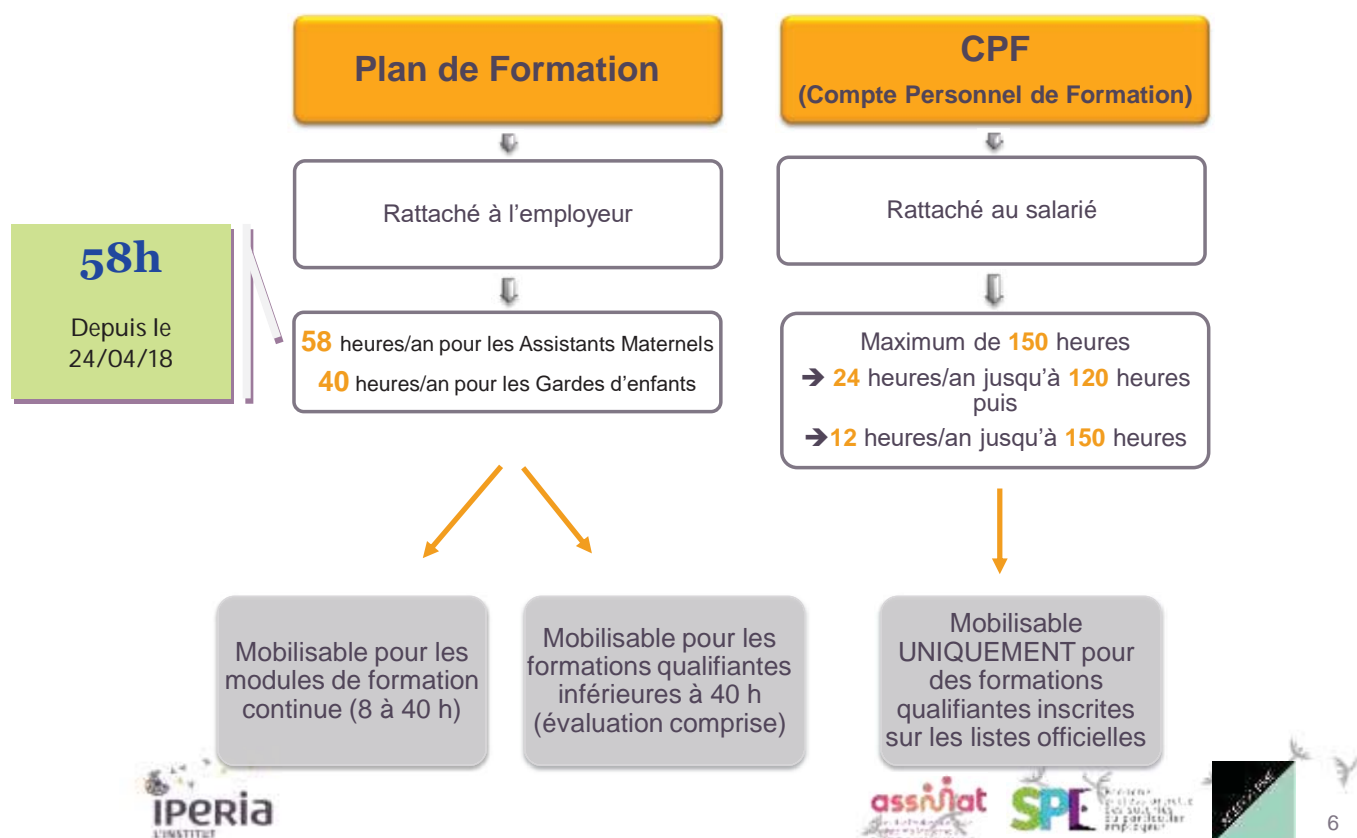 Plan de Formation
CPF
(Compte Personnel de Formation)
Rattaché à l'employeur
Rattaché au salarié
58h
Depuis le
24/04/18
58 heures/an pour les Assistants Maternels
40 heures/an pour les Gardes d'enfants
Maximum de 150 heures
➔ 24 heures/an jusqu'à 120 heures
puis
➔12 heures/an jusqu'à 150 heures
Mobilisable pour les
modules de formation
continue (8 à 40 h)
Mobilisable pour les
formations qualifiantes
inférieures à 40 h
(évaluation comprise)
Mobilisable
UNIQUEMENT pour
des formations
qualifiantes inscrites
sur les listes officielles
IPERIA
L'INSTITUT
assmat
SPE
du particulier
employeur
6